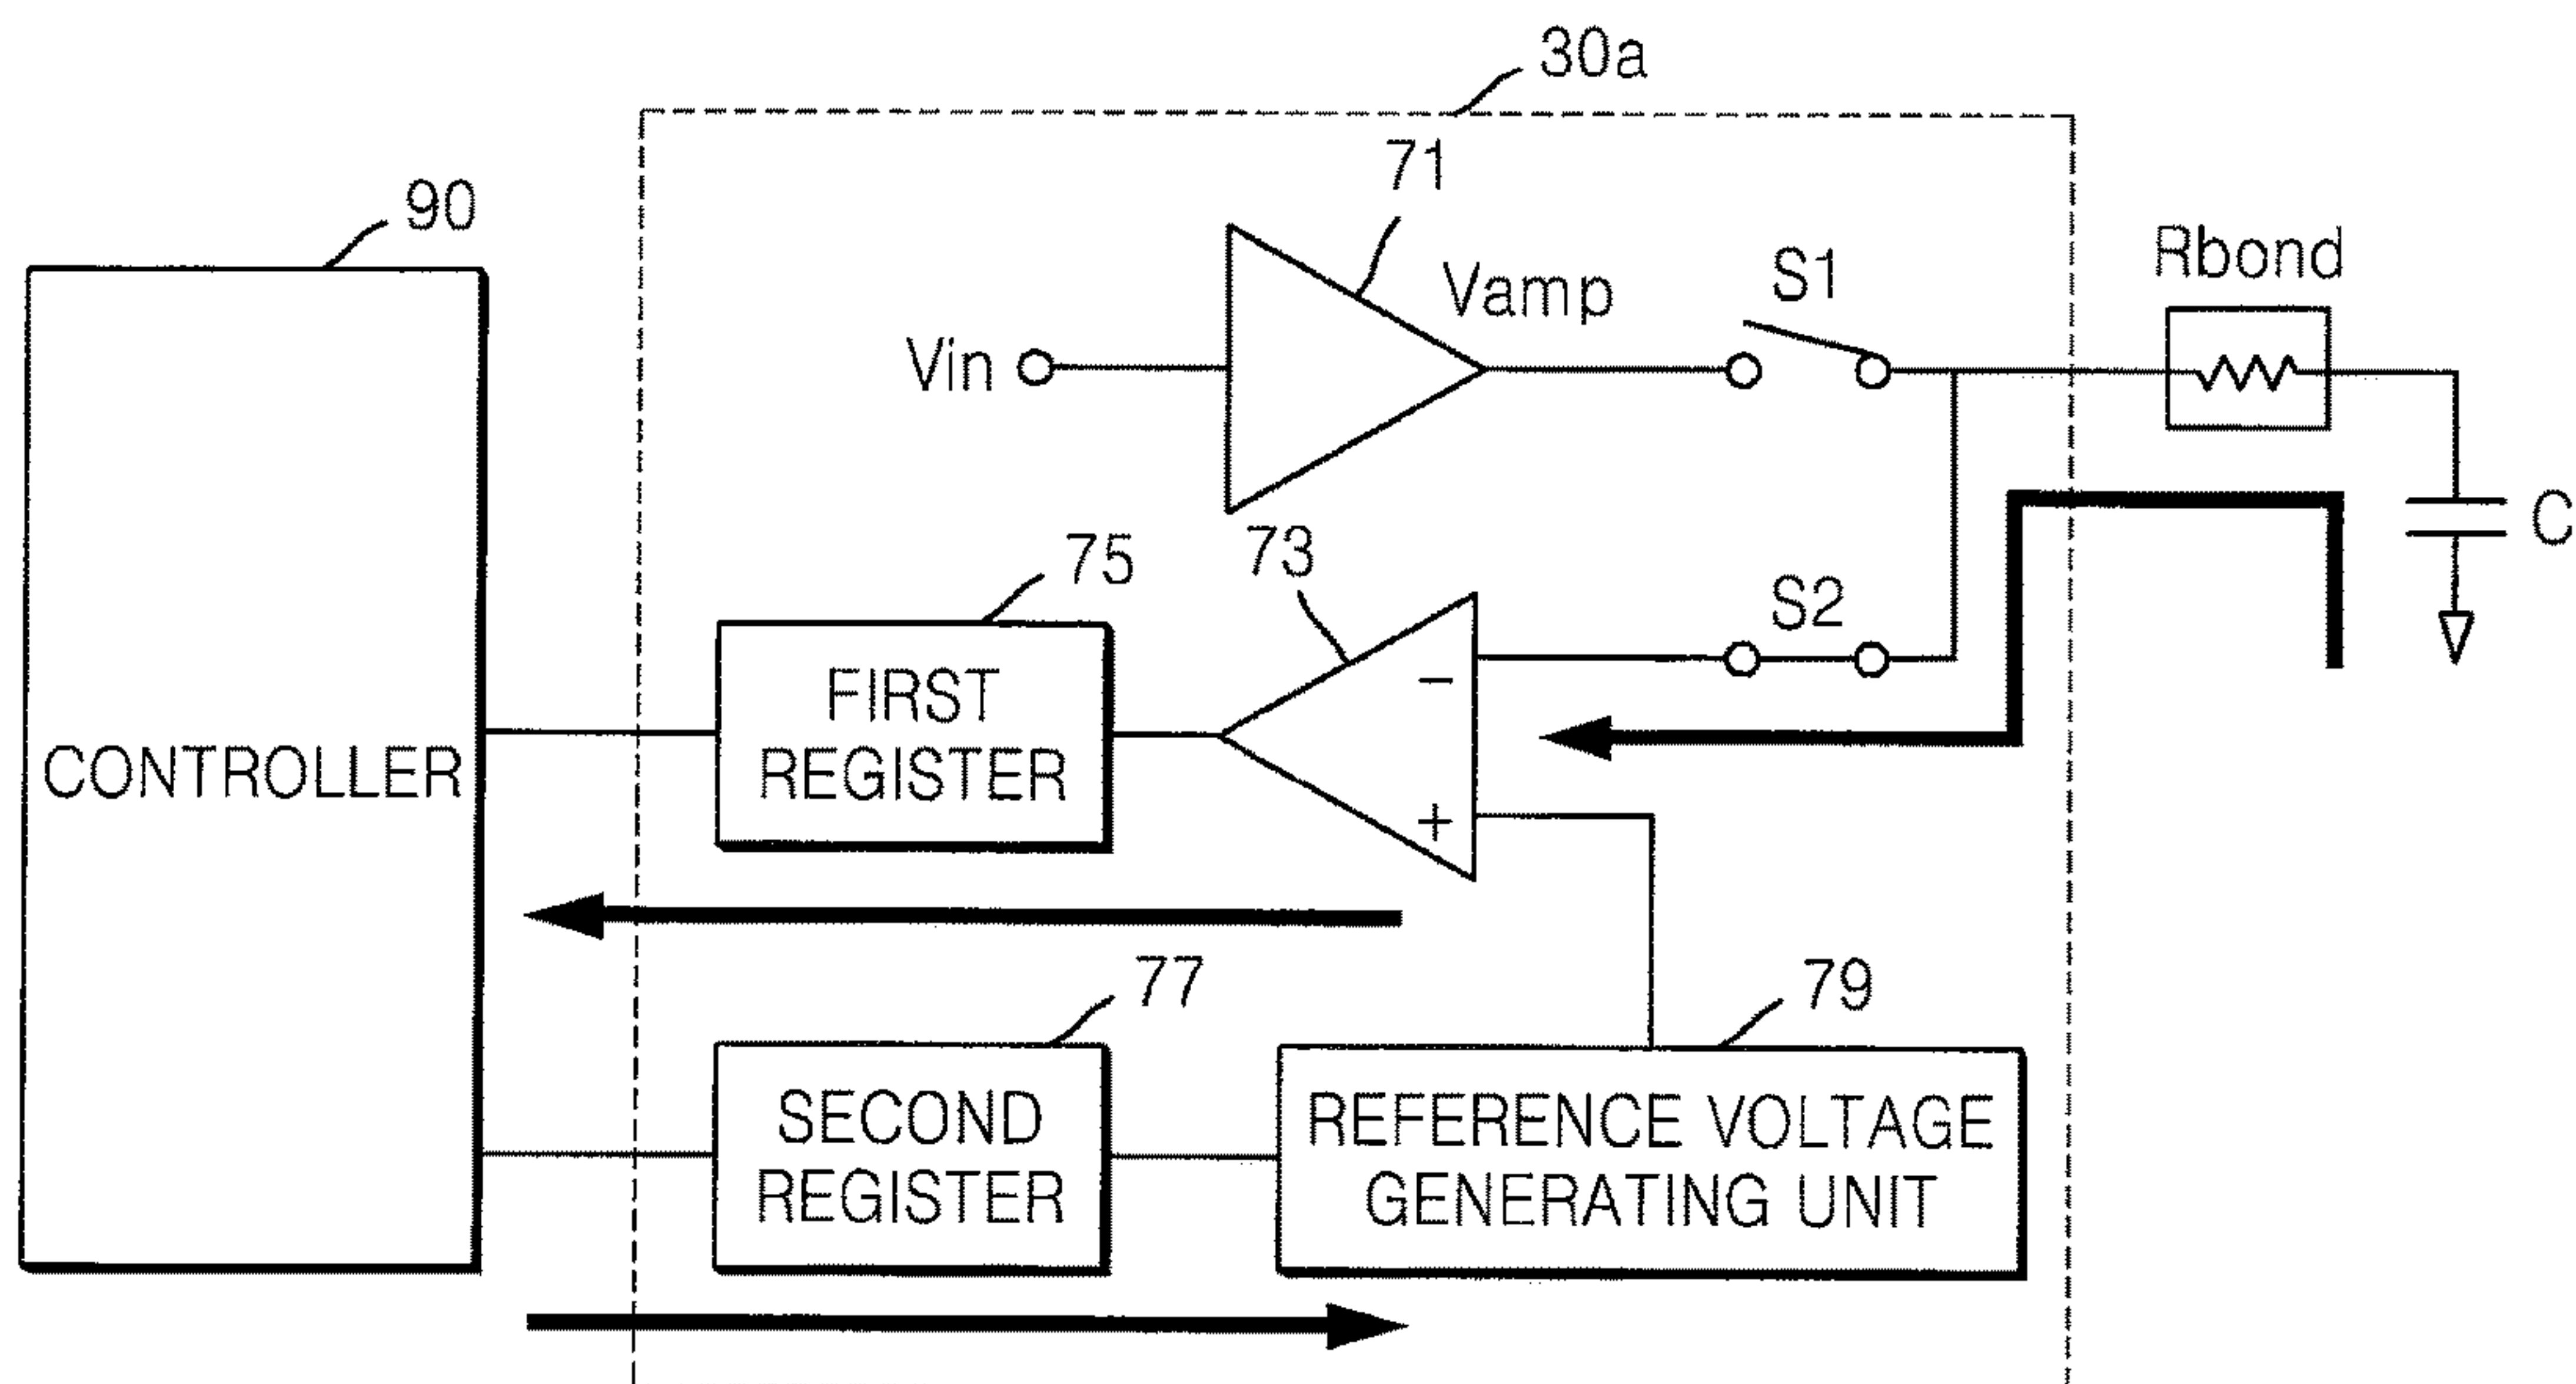 30a
71
90
Rbond
S1
Vamp
Vin
C
75
73
S2
FIRST
REGISTER
−
CONTROLLER
+
77
79
SECOND
REGISTER
REFERENCE VOLTAGE
GENERATING UNIT